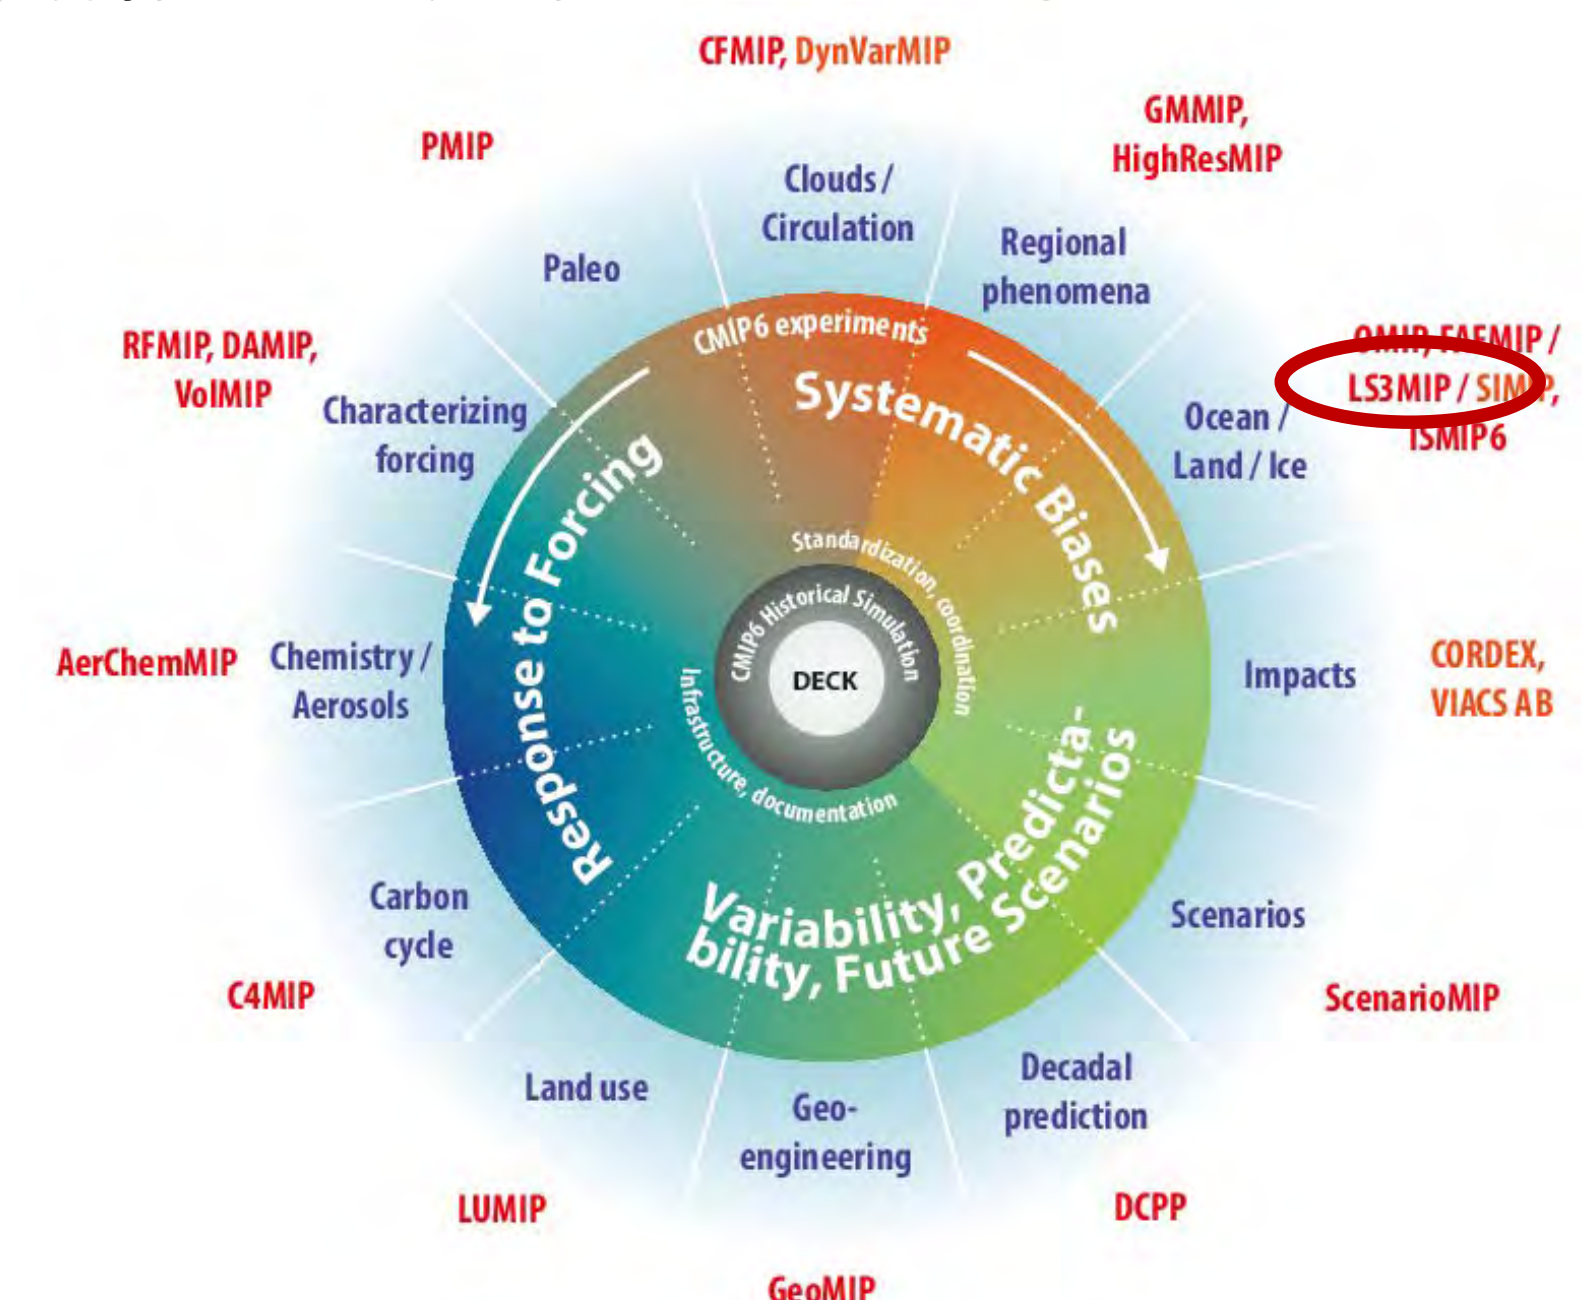 CFMIP, DynVarMIP
GMMIP,
HighResMIP
PMIP
Clouds /
Circulation
Regional
phenomena
Paleo
OMIP, FAFMIP /
LS3MIP / SIMIP,
ISMIP6
RFMIP, DAMIP,
VolMIP
Characterizing
forcing
CMIP6 experiments
Systematic Biases
Ocean /
Land / Ice
Response to Forcing
Standardization, coordination
CMIP6 Historical Simulation
DECK
Infrastructure, documentation
AerChemMIP
Chemistry /
Aerosols
Impacts
CORDEX,
VIACS AB
Variability, Predicta-
bility, Future Scenarios
Carbon
cycle
Scenarios
C4MIP
ScenarioMIP
Land use
Geo-
engineering
Decadal
prediction
LUMIP
DCPP
GeoMIP